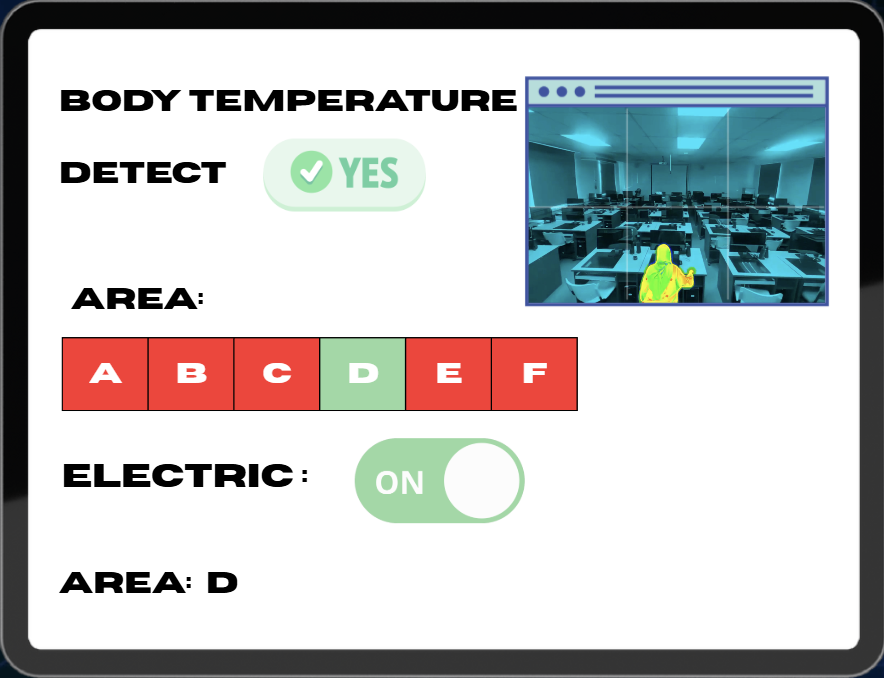 BODY TEMPERATURE
DETECT YES
AREA:
A B C D E F
ELECTRIC : ON
AREA: D